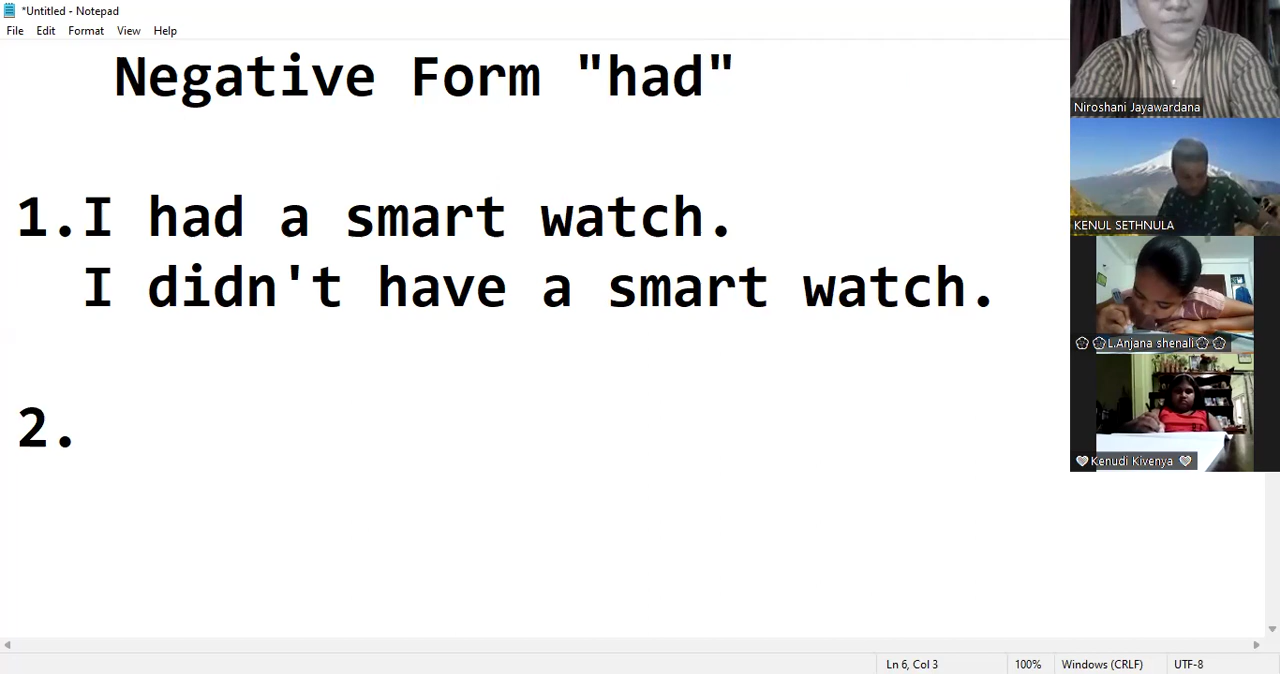 *Untitled - Notepad
File Edit Format View Help
Negative Form "had"
1.I had a smart watch.
I didn't have a smart watch.
2.
Niroshani Jayawardana
KENUL SETHNULA
L.Anjana shenali
Kenudi Kivenya
Ln 6, Col 3 100% Windows (CRLF) UTF-8